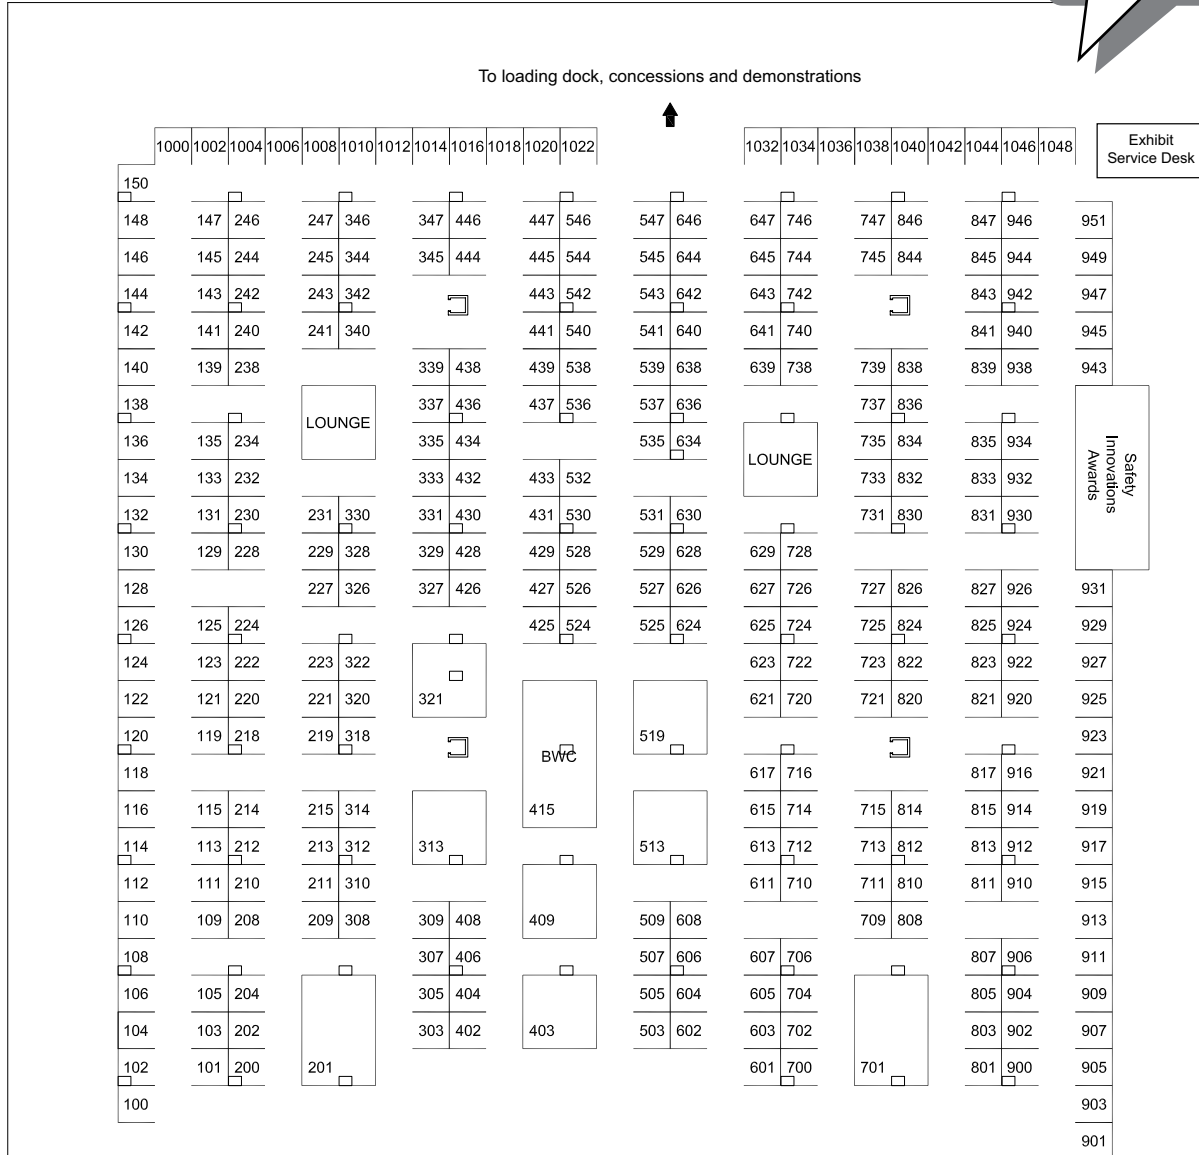 To loading dock, concessions and demonstrations
1000 1002 1004 1006 1008 1010 1012 1014 1016 1018 1020 1022 1032 1034 1036 1038 1040 1042 1044 1046 1048
Exhibit
Service Desk
150
148 147 246 247 346 347 446 447 546 547 646 647 746 747 846 847 946 951
146 145 244 245 344 345 444 445 544 545 644 645 744 745 844 845 944 949
144 143 242 243 342 443 542 543 642 643 742 843 942 947
142 141 240 241 340 441 540 541 640 641 740 841 940 945
140 139 238 339 438 439 538 539 638 639 738 739 838 839 938 943
138 337 436 437 536 537 636 737 836
LOUNGE
136 135 234 335 434 535 634 735 834 835 934
LOUNGE
Safety
Innovations
Awards
134 133 232 333 432 433 532 733 832 833 932
132 131 230 231 330 331 430 431 530 531 630 731 830 831 930
130 129 228 229 328 329 428 429 528 529 628 629 728
128 227 326 327 426 427 526 527 626 627 726 727 826 827 926 931
126 125 224 425 524 525 624 625 724 725 824 825 924 929
124 123 222 223 322 623 722 723 822 823 922 927
122 121 220 221 320 321 621 720 721 820 821 920 925
120 119 218 219 318 519 923
BWC
118 617 716 817 916 921
116 115 214 215 314 415 615 714 715 814 815 914 919
114 113 212 213 312 313 513 613 712 713 812 813 912 917
112 111 210 211 310 611 710 711 810 811 910 915
110 109 208 209 308 309 408 409 509 608 709 808 913
108 307 406 507 606 607 706 807 906 911
106 105 204 305 404 505 604 605 704 805 904 909
104 103 202 303 402 403 503 602 603 702 803 902 907
102 101 200 201 601 700 701 801 900 905
100 903
901